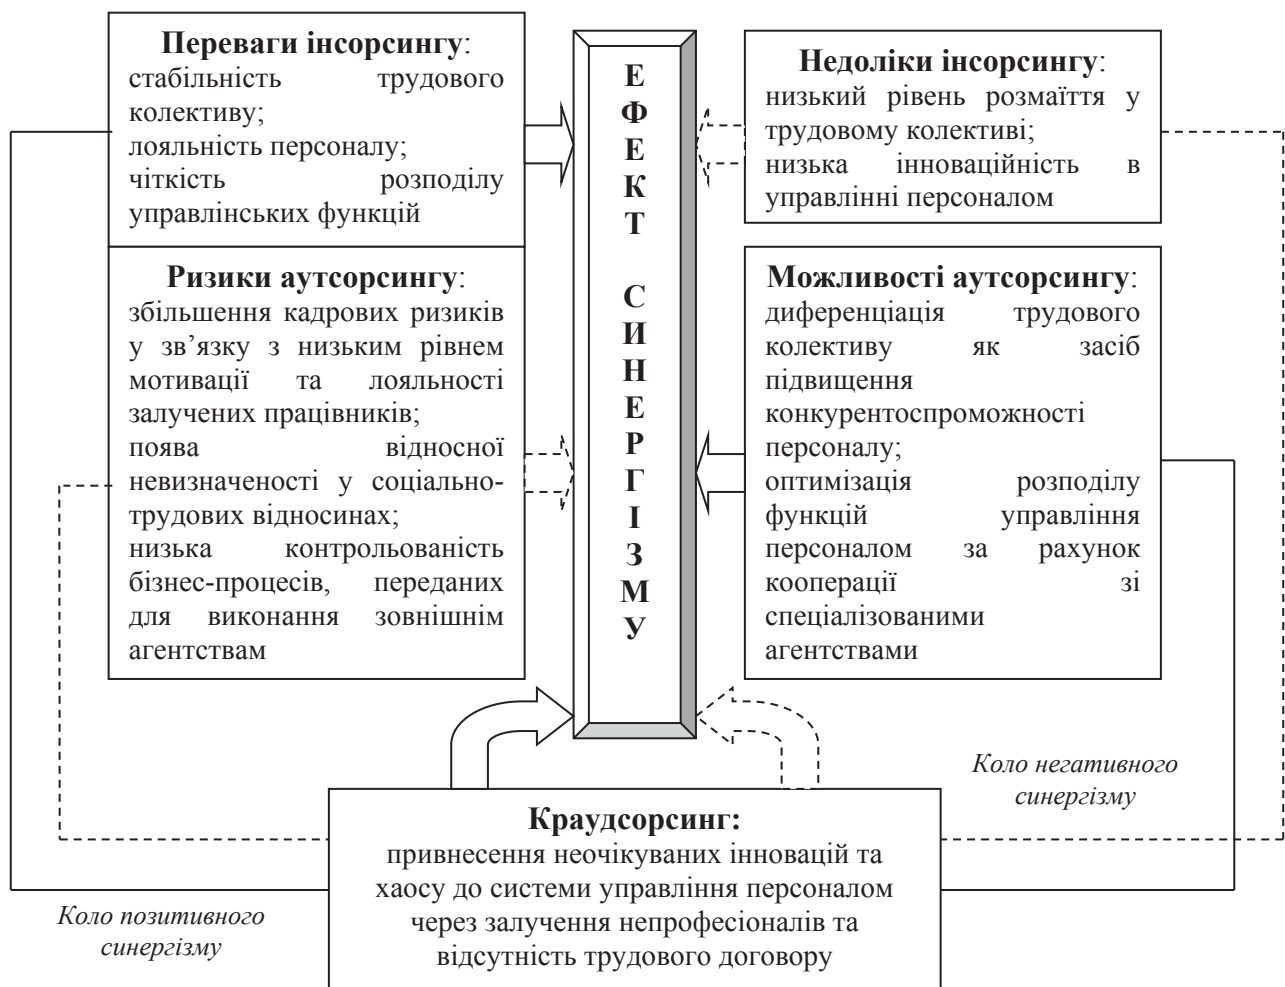 Переваги інсорсингу:
стабільність трудового
колективу;
лояльність персоналу;
чіткість розподілу
управлінських функцій
Ризики аутсорсингу:
збільшення кадрових ризиків
у зв’язку з низьким рівнем
мотивації та лояльності
залучених працівників;
поява відносної
невизначеності у соціально-
трудових відносинах;
низька контрольованість
бізнес-процесів, переданих
для виконання зовнішнім
агентствам
Е
Ф
Е
К
Т
С
И
Н
Е
Р
Г
І
З
М
У
Недоліки інсорсингу:
низький рівень розмаїття у
трудовому колективі;
низька інноваційність в
управлінні персоналом
Можливості аутсорсингу:
диференціація трудового
колективу як засіб
підвищення
конкурентоспроможності
персоналу;
оптимізація розподілу
функцій управління
персоналом за рахунок
кооперації зі
спеціалізованими
агентствами
Коло негативного
синергізму
Краудсорсинг:
привнесення неочікуваних інновацій та
хаосу до системи управління персоналом
через залучення непрофесіоналів та
відсутність трудового договору
Коло позитивного
синергізму